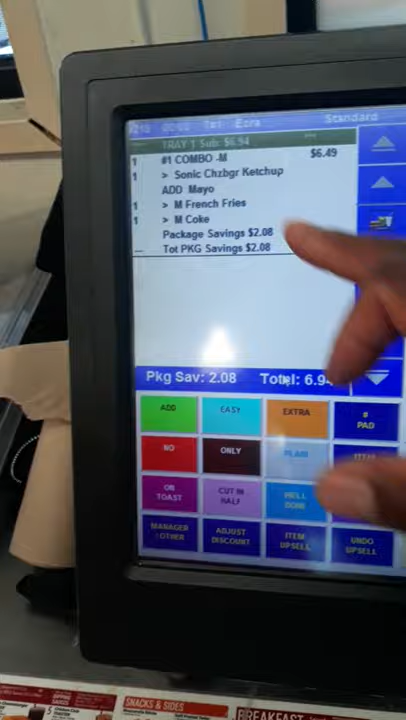 Ezra Standard
TRAY 1 Sub: $6.94
1 #1 COMBO -M $6.49
1 > Sonic Chzbgr Ketchup
ADD Mayo
1 > M French Fries
1 > M Coke
Package Savings $2.08
Tot PKG Savings $2.08
Pkg Sav: 2.08 Total: 6.94
ADD EASY EXTRA # PAD
NO ONLY PLAIN
ON TOAST CUT IN HALF WELL DONE
MANAGER / OTHER ADJUST DISCOUNT ITEM UPSELL UNDO UPSELL
SNACKS & SIDES
BREAKFAST